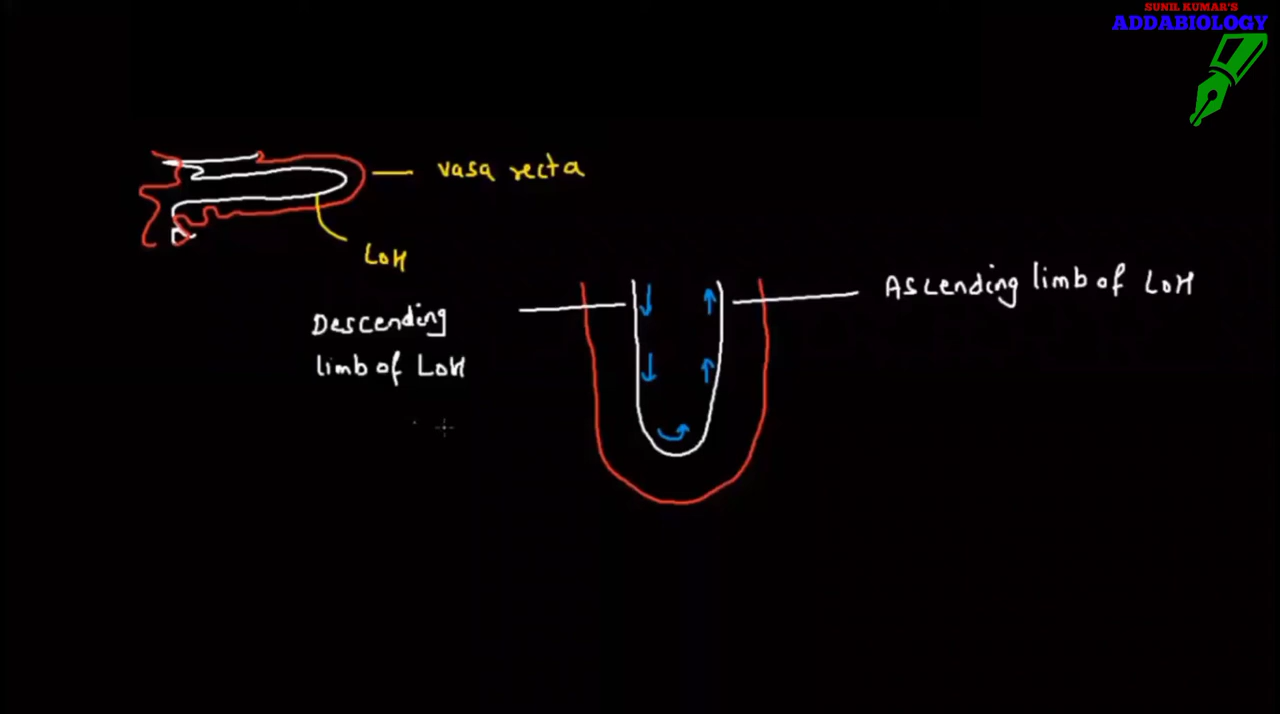 SUNIL KUMAR'S
ADDABIOLOGY
vasa recta
LOH
Ascending limb of LOH
Descending
limb of LOH